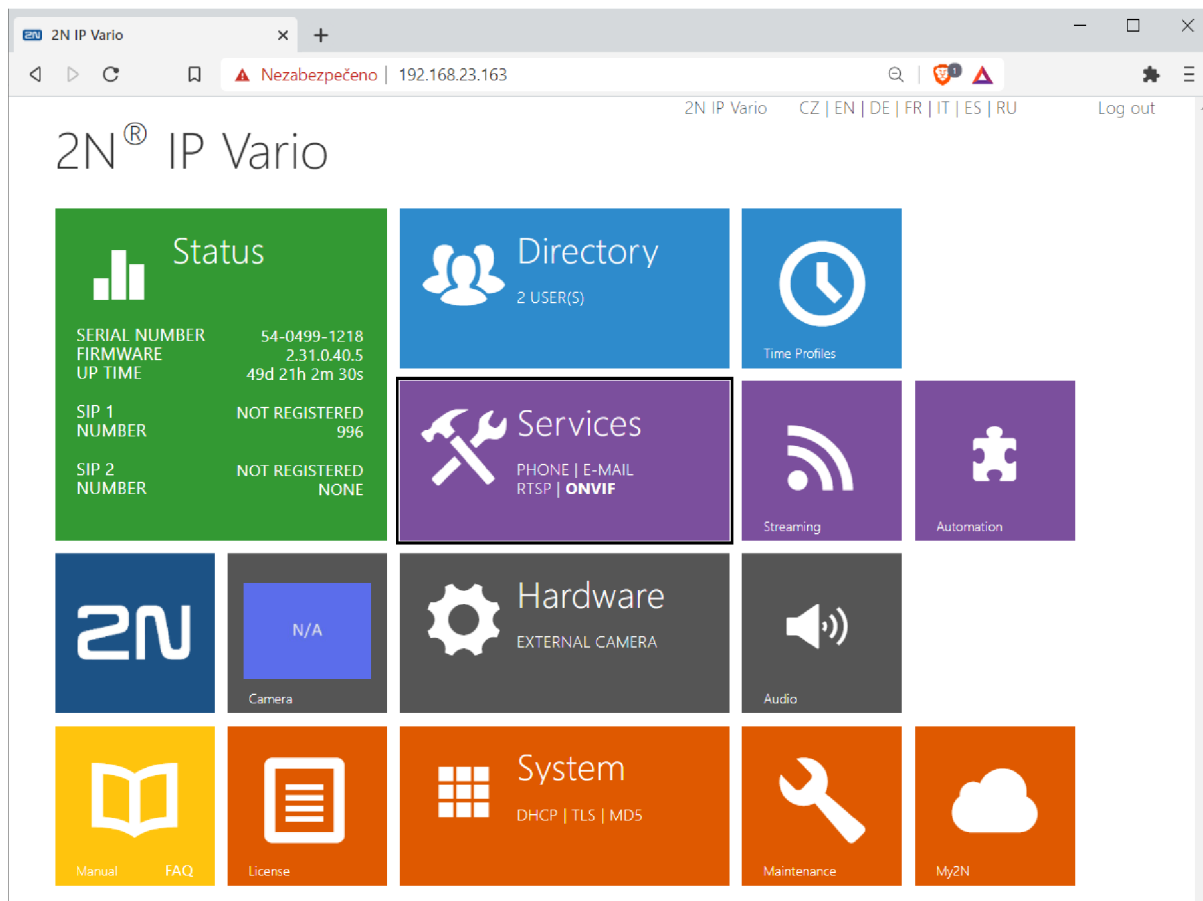 2N IP Vario
Nezabezpečeno | 192.168.23.163
2N IP Vario CZ | EN | DE | FR | IT | ES | RU Log out
2N® IP Vario
Status
SERIAL NUMBER 54-0499-1218
FIRMWARE 2.31.0.40.5
UP TIME 49d 21h 2m 30s
SIP 1 NOT REGISTERED
NUMBER 996
SIP 2 NOT REGISTERED
NUMBER NONE
Directory
2 USER(S)
Time Profiles
Services
PHONE | E-MAIL
RTSP | ONVIF
Streaming
Automation
2N
N/A
Camera
Hardware
EXTERNAL CAMERA
Audio
Manual FAQ
License
System
DHCP | TLS | MD5
Maintenance
My2N